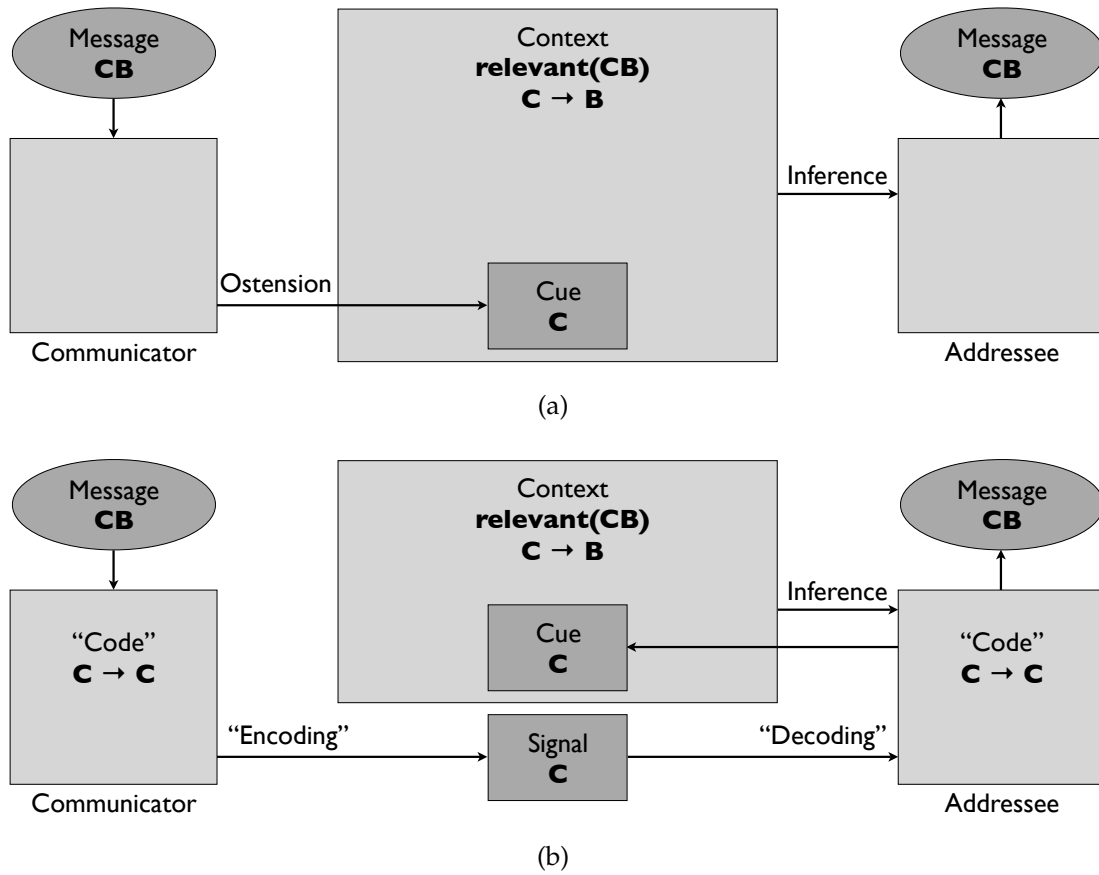 Message
CB
Context
relevant(CB)
C → B
Message
CB
Inference
Ostension
Cue
C
Communicator
Addressee
(a)
Message
CB
Context
relevant(CB)
C → B
Message
CB
Inference
“Code”
C → C
Cue
C
“Code”
C → C
“Encoding”
Signal
C
“Decoding”
Communicator
Addressee
(b)